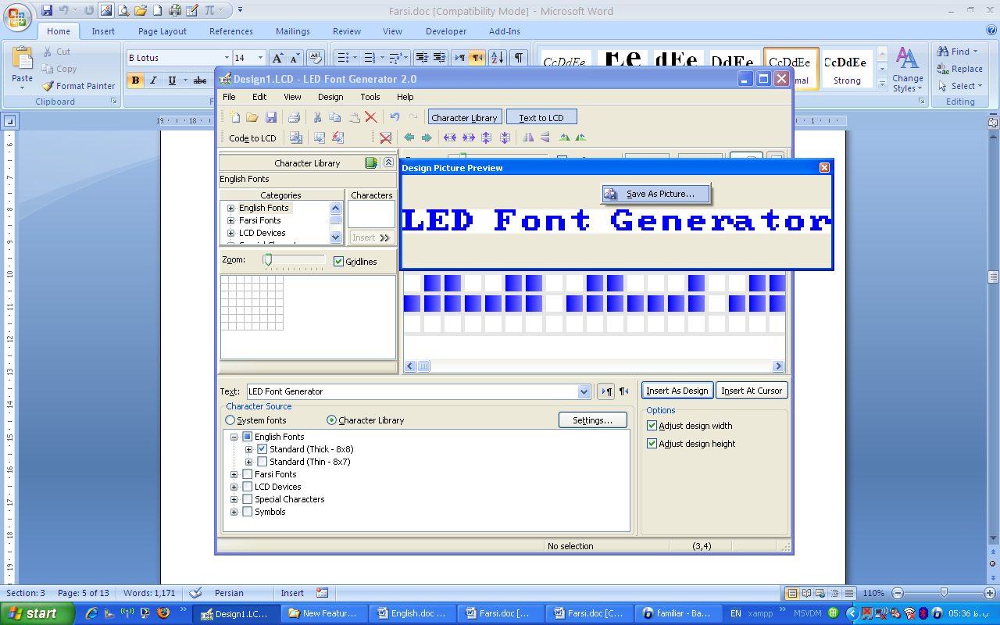 Farsi.doc [Compatibility Mode] - Microsoft Word
Home Insert Page Layout References Mailings Review View Developer Add-Ins
Paste
Cut
Copy
Format Painter
Clipboard
B Lotus 14
B I U abc
CcDdEe
CcDdEe Strong
Change Styles
Find
Replace
Select
Editing
Design1.LCD - LED Font Generator 2.0
File Edit View Design Tools Help
Character Library Text to LCD
Code to LCD
Character Library
English Fonts
Categories Characters
English Fonts
Farsi Fonts
LCD Devices
Insert
Zoom: Gridlines
Design Picture Preview
Save As Picture...
LED Font Generator
Text: LED Font Generator
Insert As Design Insert At Cursor
Character Source
System fonts Character Library Settings...
English Fonts
Standard (Thick - 8x8)
Standard (Thin - 8x7)
Farsi Fonts
LCD Devices
Special Characters
Symbols
Options
Adjust design width
Adjust design height
No selection (3,4)
Section: 3 Page: 5 of 13 Words: 1,171 Persian Insert 110%
start Design1.LC... New Featur... English.doc ... Farsi.doc [... Farsi.doc [C... familiar - Ba... EN xampp MSVDM 05:36 ب.ظ